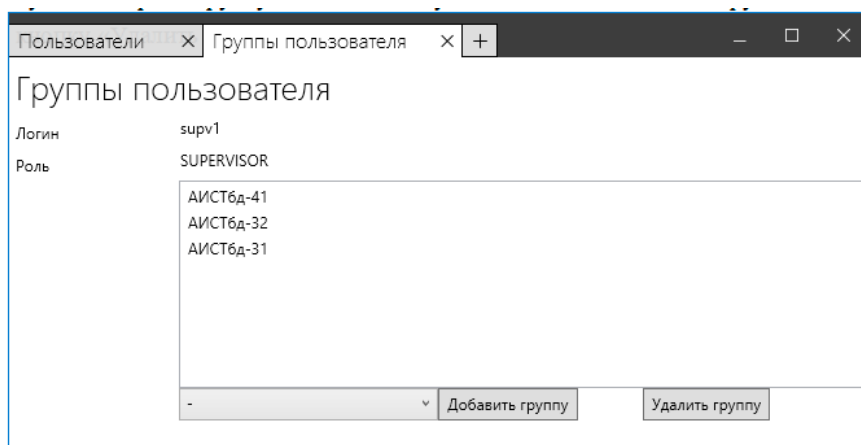 Пользователи
Группы пользователя
+
Группы пользователя
Логин supv1
Роль SUPERVISOR
АИСТбд-41
АИСТбд-32
АИСТбд-31
- Добавить группу Удалить группу